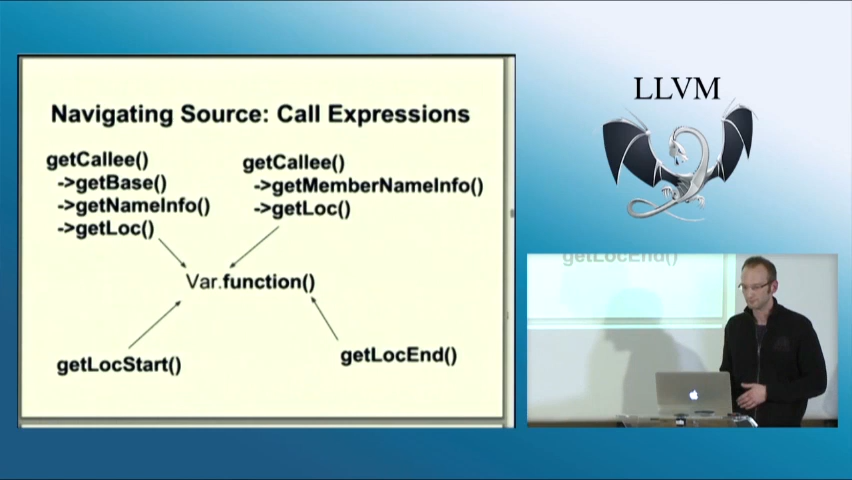 Navigating Source: Call Expressions
getCallee()
->getBase()
->getNameInfo()
->getLoc()
getCallee()
->getMemberNameInfo()
->getLoc()
Var.function()
getLocStart()
getLocEnd()
LLVM
getLocEnd()